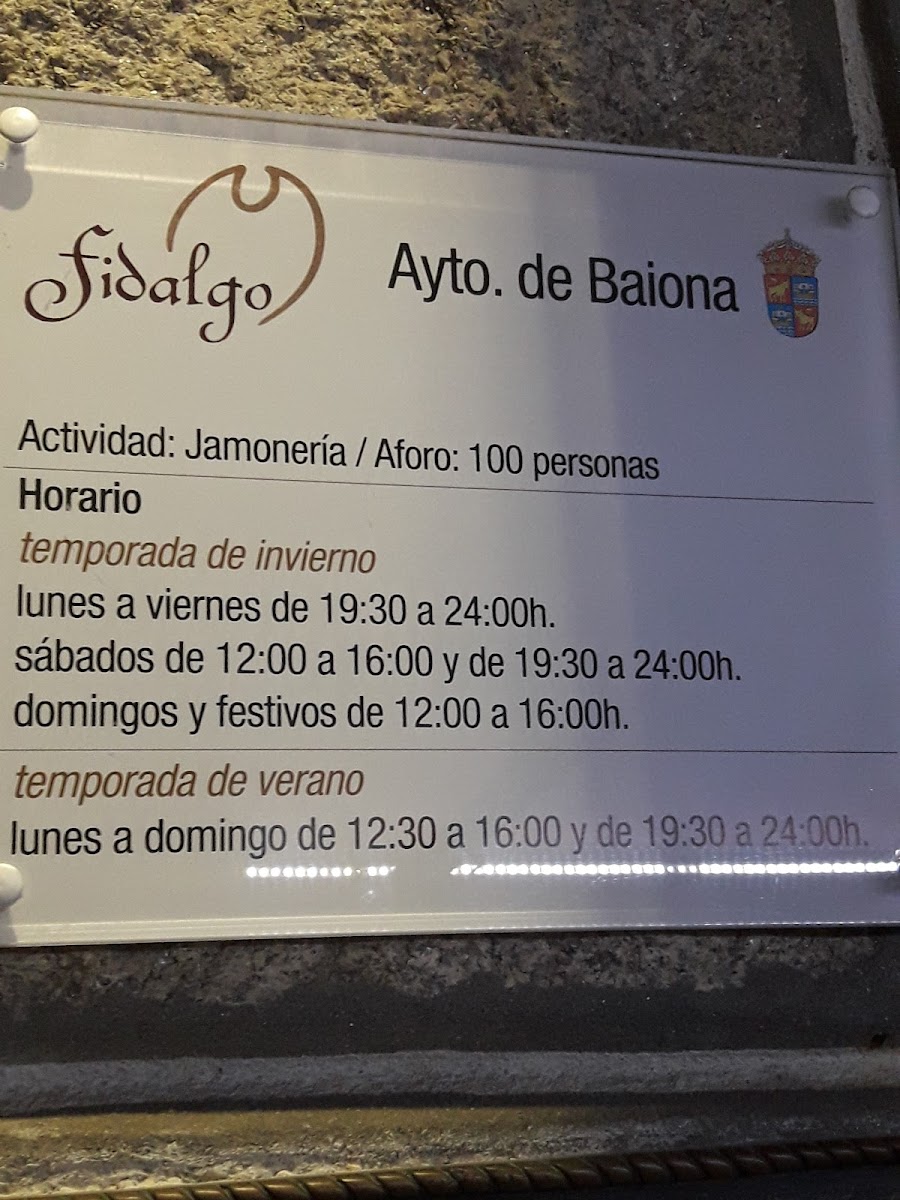 Fidalgo
Ayto. de Baiona
Actividad: Jamonería / Aforo: 100 personas
Horario
temporada de invierno
lunes a viernes de 19:30 a 24:00h.
sábados de 12:00 a 16:00 y de 19:30 a 24:00h.
domingos y festivos de 12:00 a 16:00h.
temporada de verano
lunes a domingo de 12:30 a 16:00 y de 19:30 a 24:00h.